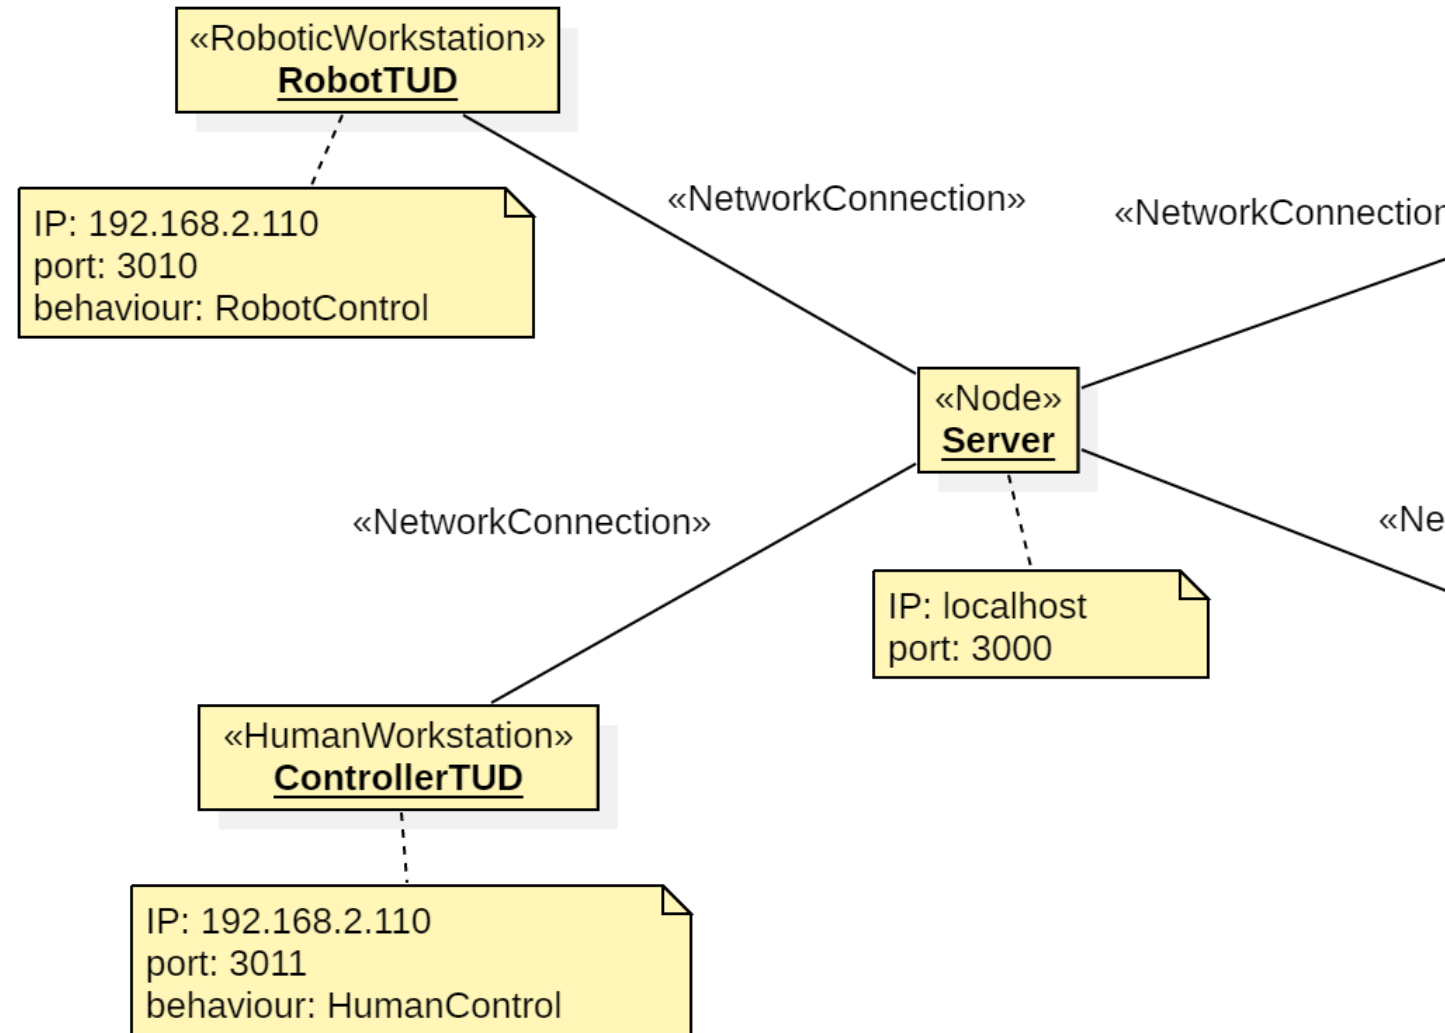 «RoboticWorkstation»
RobotTUD
IP: 192.168.2.110
port: 3010
behaviour: RobotControl
«NetworkConnection»
«NetworkConnection
«Node»
Server
IP: localhost
port: 3000
«NetworkConnection»
«Ne
«HumanWorkstation»
ControllerTUD
IP: 192.168.2.110
port: 3011
behaviour: HumanControl